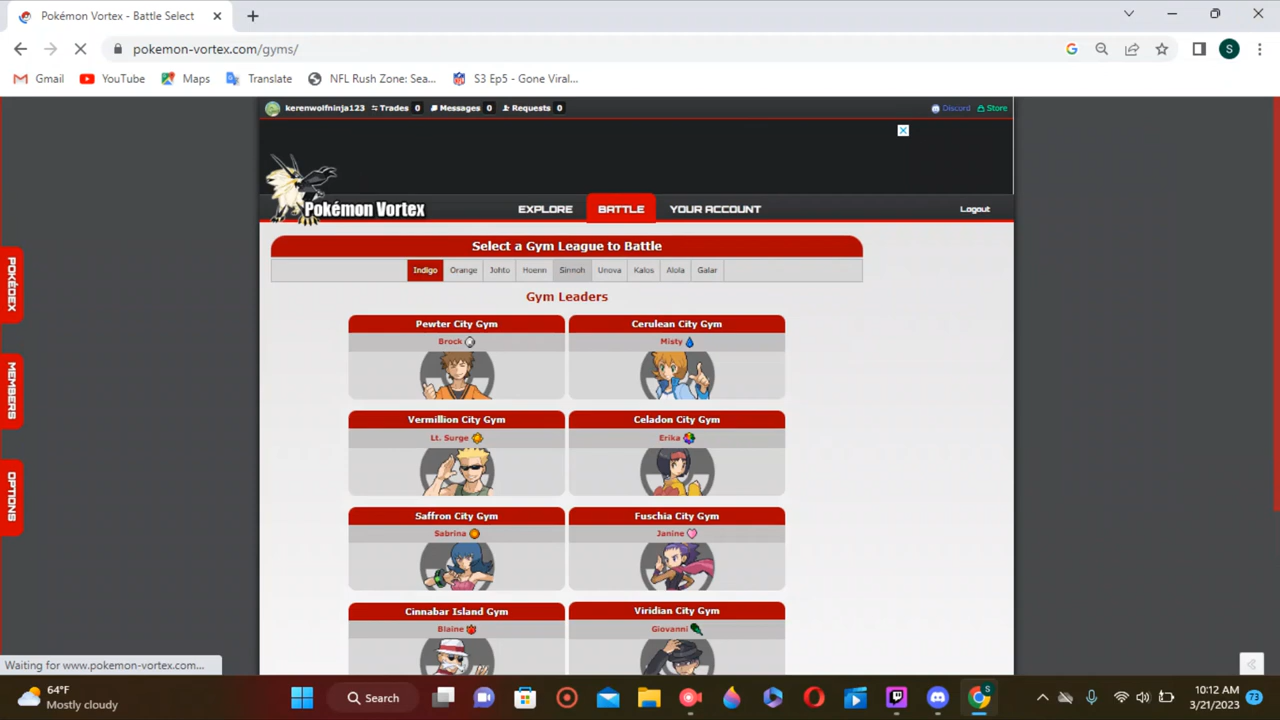 Pokémon Vortex - Battle Select
pokemon-vortex.com/gyms/
S
Gmail YouTube Maps Translate NFL Rush Zone: Sea... S3 Ep5 - Gone Viral...
kerenwolfninja123 Trades 0 Messages 0 Requests 0 Discord Store
Pokémon Vortex EXPLORE BATTLE YOUR ACCOUNT Logout
Select a Gym League to Battle
Indigo Orange Johto Hoenn Sinnoh Unova Kalos Alola Galar
Gym Leaders
Pewter City Gym Cerulean City Gym
Brock Misty
Vermillion City Gym Celadon City Gym
Lt. Surge Erika
Saffron City Gym Fuschia City Gym
Sabrina Janine
Cinnabar Island Gym Viridian City Gym
Blaine Giovanni
POKÉDEX
MEMBERS
OPTIONS
Waiting for www.pokemon-vortex.com...
64°F
Mostly cloudy
Search
S
10:12 AM
3/21/2023
73